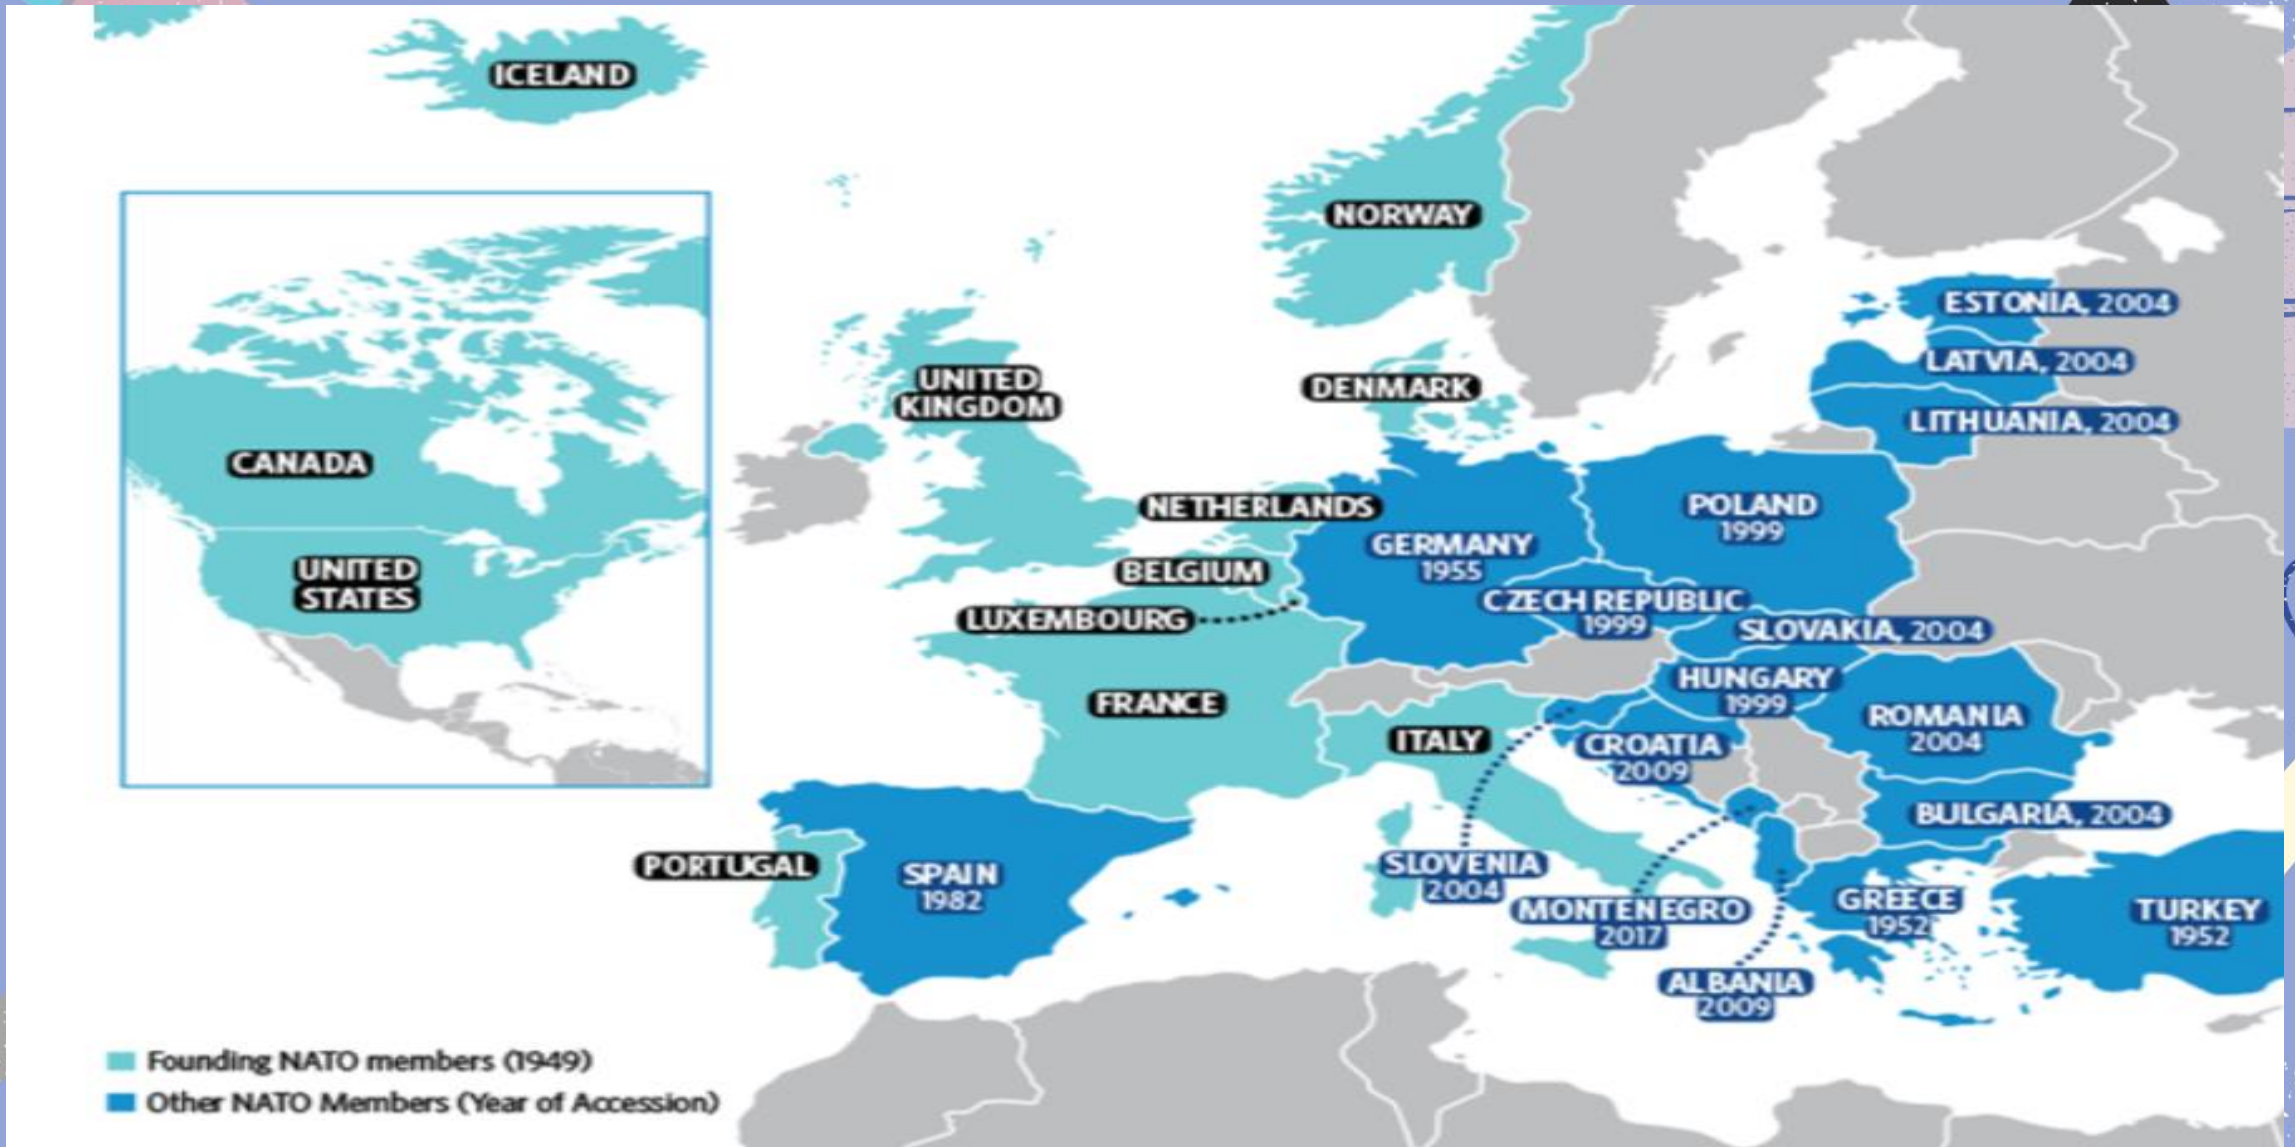 ICELAND
NORWAY
ESTONIA, 2004
LATVIA, 2004
UNITED
KINGDOM
DENMARK
LITHUANIA, 2004
CANADA
NETHERLANDS
POLAND
1999
GERMANY
1955
UNITED
STATES
BELGIUM
CZECH REPUBLIC
1999
LUXEMBOURG
SLOVAKIA, 2004
HUNGARY
1999
FRANCE
ROMANIA
2004
ITALY
CROATIA
2009
BULGARIA, 2004
PORTUGAL
SPAIN
1982
SLOVENIA
2004
MONTENEGRO
2017
GREECE
1952
TURKEY
1952
ALBANIA
2009
Founding NATO members (1949)
Other NATO Members (Year of Accession)